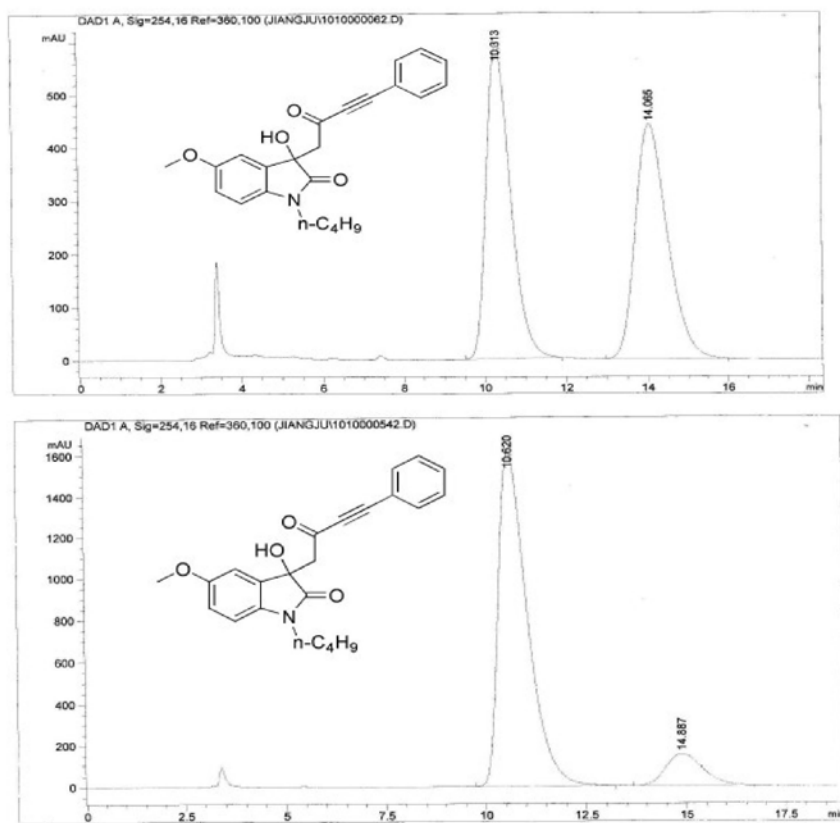 DAD1 A, Sig=254,16 Ref=360,100 (JIANGJU\1010000062.D)
mAU
10.313
14.065
500
400
300
200
100
0
O
HO
O
O
N
n-C4H9
0
2
4
6
8
10
12
14
16
DAD1 A, Sig=254,16 Ref=360,100 (JIANGJU\1010000542.D)
mAU
10.620
14.887
1600
1400
1200
1000
800
600
400
200
0
O
HO
O
O
N
n-C4H9
0
2.5
5
7.5
10
12.5
15
17.5